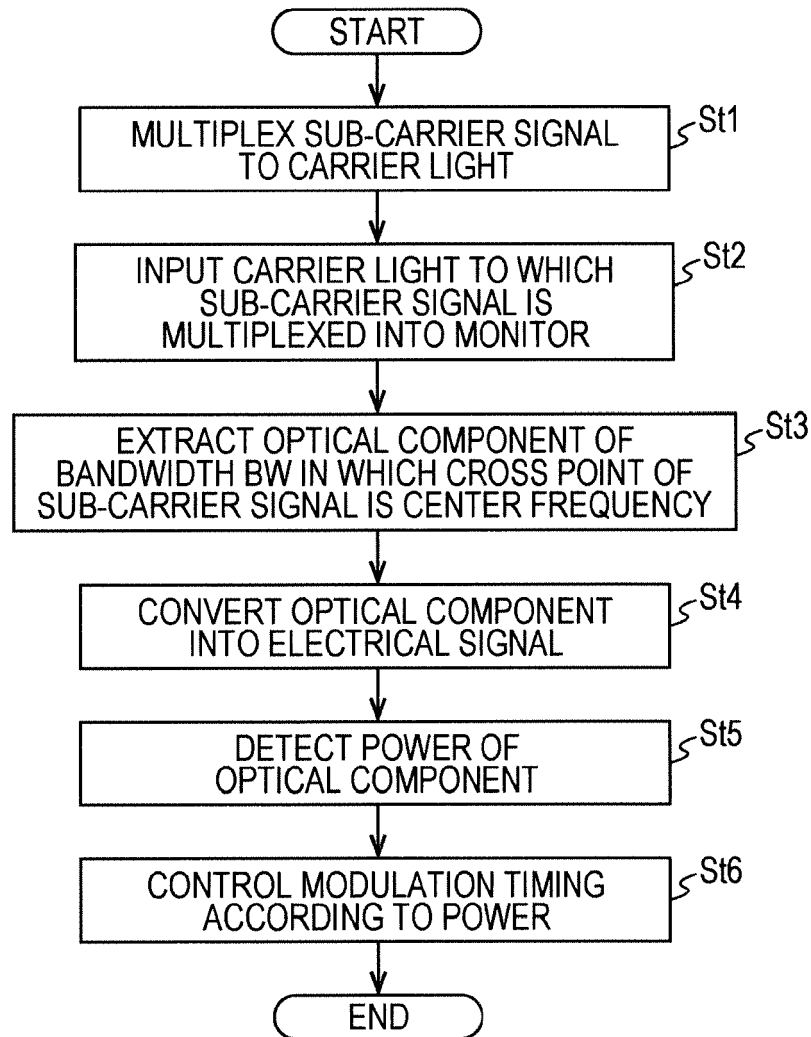 START
MULTIPLEX SUB-CARRIER SIGNAL
TO CARRIER LIGHT
St1
INPUT CARRIER LIGHT TO WHICH
SUB-CARRIER SIGNAL IS
MULTIPLEXED INTO MONITOR
St2
EXTRACT OPTICAL COMPONENT OF
BANDWIDTH BW IN WHICH CROSS POINT OF
SUB-CARRIER SIGNAL IS CENTER FREQUENCY
St3
CONVERT OPTICAL COMPONENT
INTO ELECTRICAL SIGNAL
St4
DETECT POWER OF
OPTICAL COMPONENT
St5
CONTROL MODULATION TIMING
ACCORDING TO POWER
St6
END